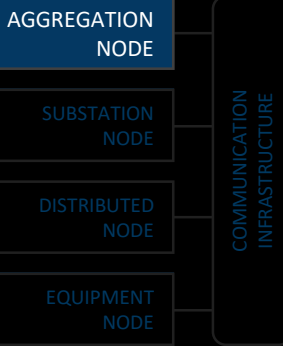 AGGREGATION
NODE
SUBSTATION
NODE
DISTRIBUTED
NODE
EQUIPMENT
NODE
COMMUNICATION
INFRASTRUCTURE